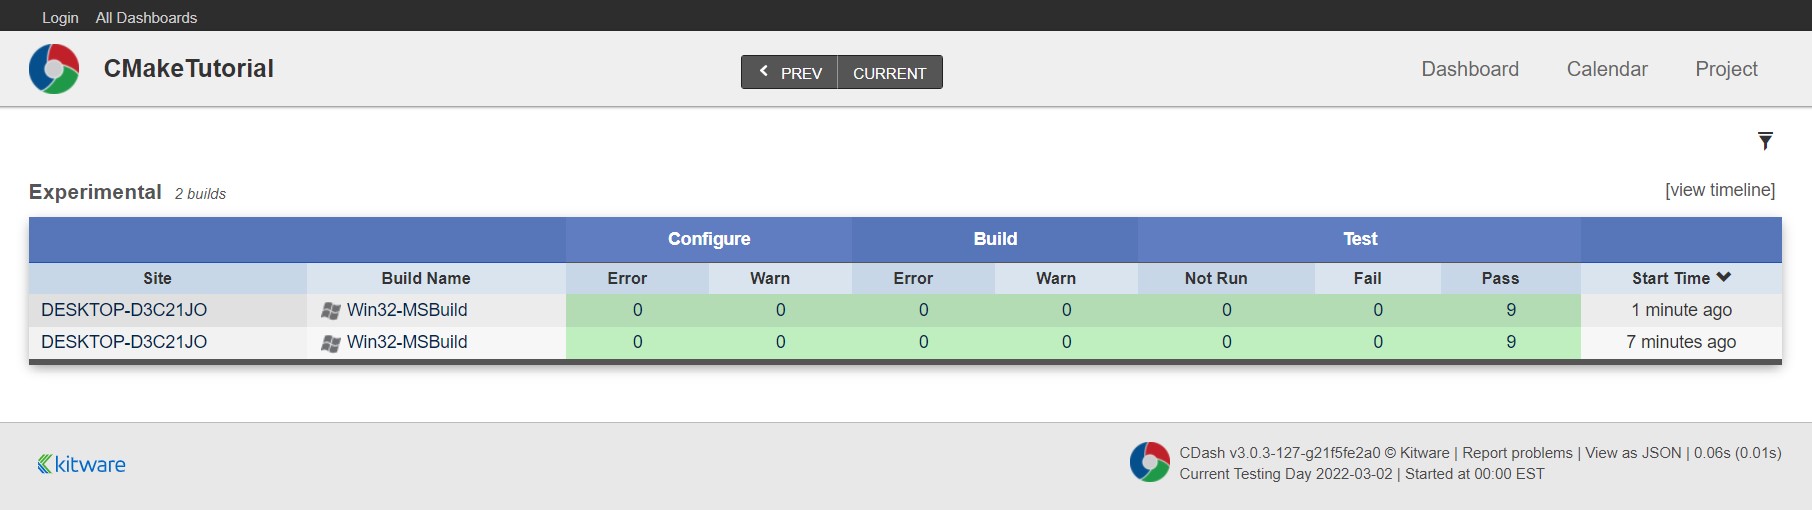 Login All Dashboards
CMakeTutorial PREV CURRENT Dashboard Calendar Project
Experimental 2 builds [view timeline]
Configure Build Test
Site Build Name Error Warn Error Warn Not Run Fail Pass Start Time
DESKTOP-D3C21JO Win32-MSBuild 0 0 0 0 0 0 9 1 minute ago
DESKTOP-D3C21JO Win32-MSBuild 0 0 0 0 0 0 9 7 minutes ago
kitware
CDash v3.0.3-127-g21f5fe2a0 © Kitware | Report problems | View as JSON | 0.06s (0.01s)
Current Testing Day 2022-03-02 | Started at 00:00 EST